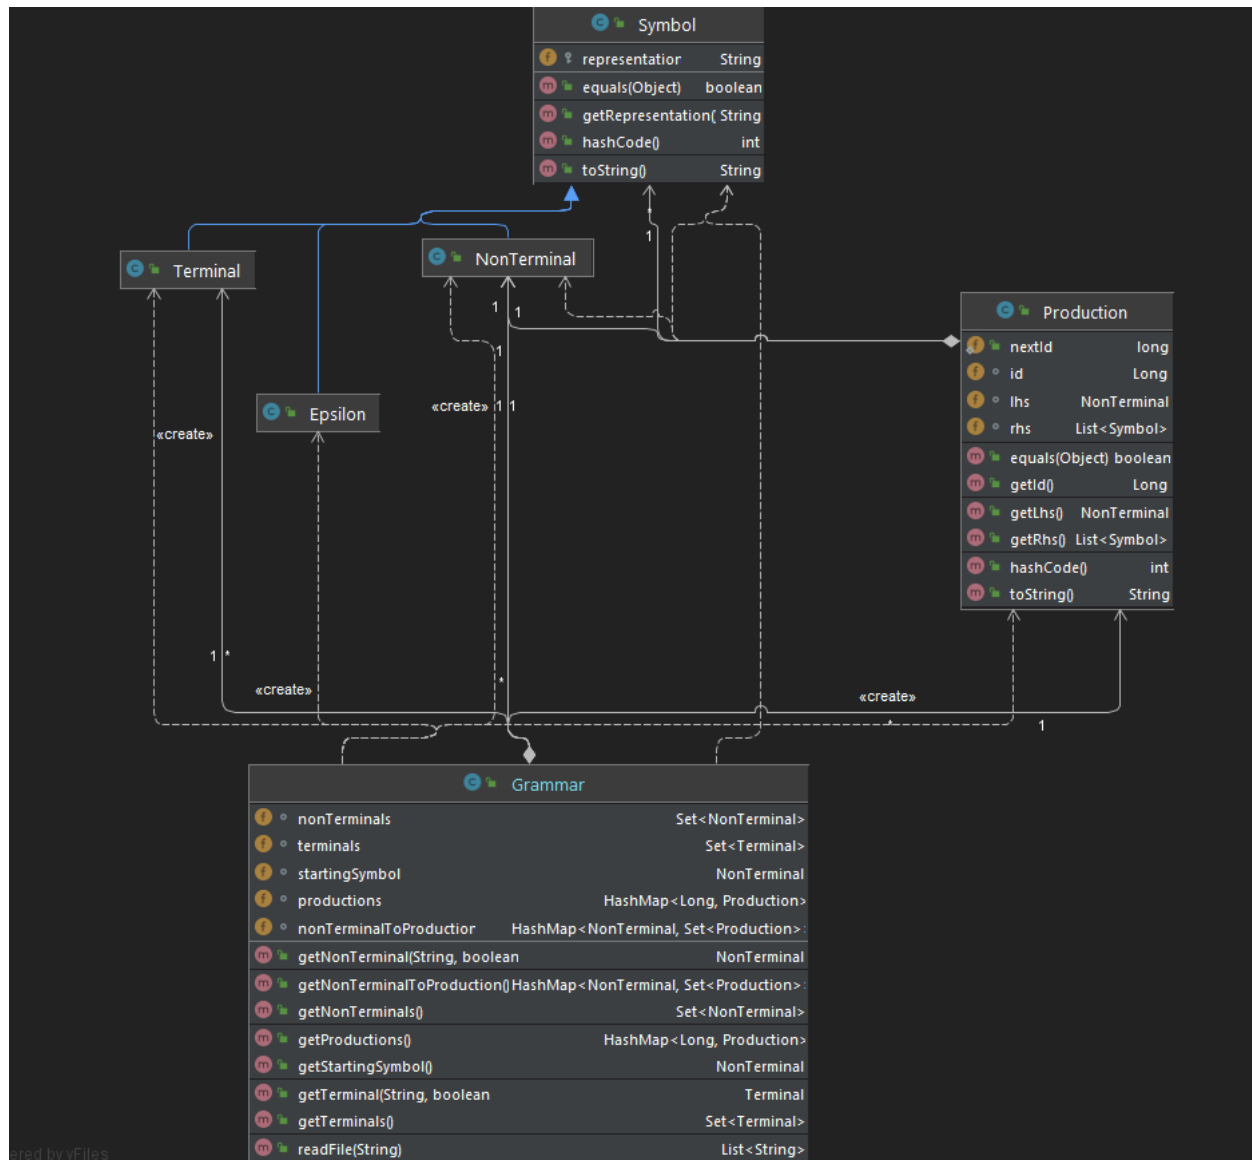 Symbol
representation String
equals(Object) boolean
getRepresentation( String
hashCode() int
toString() String
*
1
Terminal
NonTerminal
1 1
Production
nextId long
id Long
lhs NonTerminal
rhs List<Symbol>
equals(Object) boolean
getId() Long
getLhs() NonTerminal
getRhs() List<Symbol>
hashCode() int
toString() String
1
«create» 1 1
Epsilon
«create»
1 *
«create»
*
«create»
*
1
Grammar
nonTerminals Set<NonTerminal>
terminals Set<Terminal>
startingSymbol NonTerminal
productions HashMap<Long, Production>
nonTerminalToProduction HashMap<NonTerminal, Set<Production>>
getNonTerminal(String, boolean NonTerminal
getNonTerminalToProduction() HashMap<NonTerminal, Set<Production>>
getNonTerminals() Set<NonTerminal>
getProductions() HashMap<Long, Production>
getStartingSymbol() NonTerminal
getTerminal(String, boolean Terminal
getTerminals() Set<Terminal>
readFile(String) List<String>
ered by yFiles